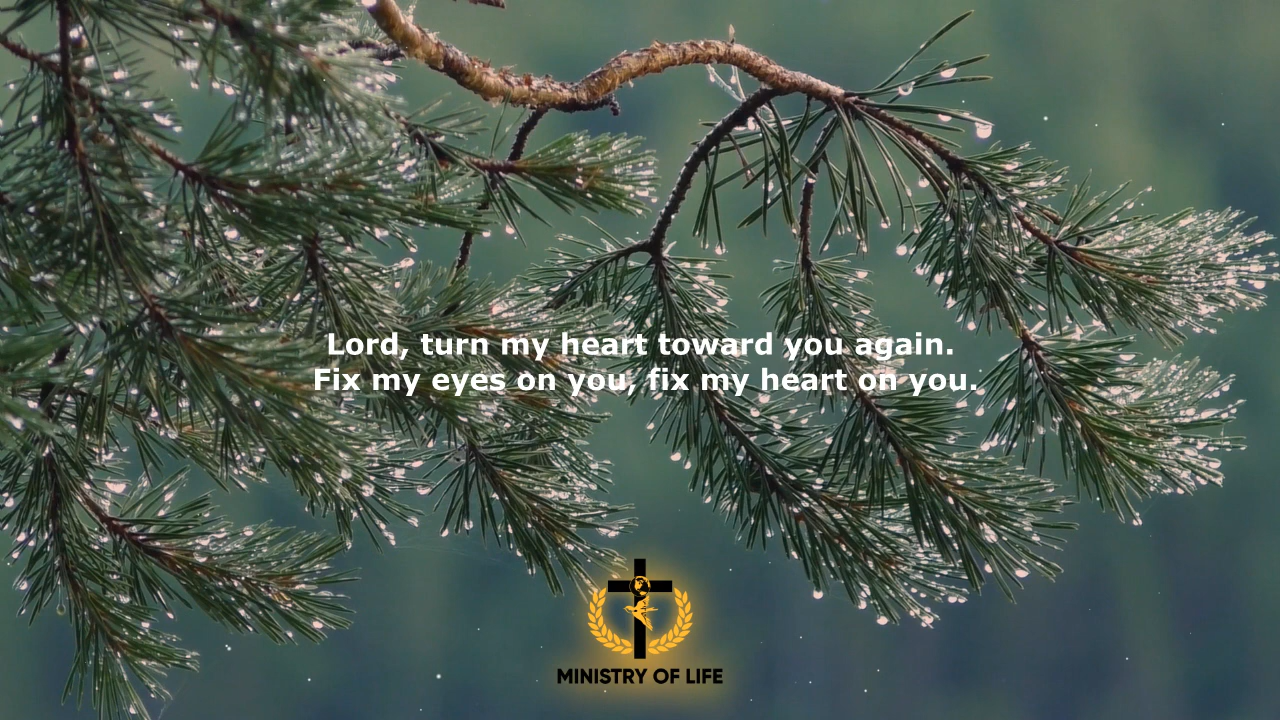 Lord, turn my heart toward you again.
Fix my eyes on you, fix my heart on you.
MINISTRY OF LIFE